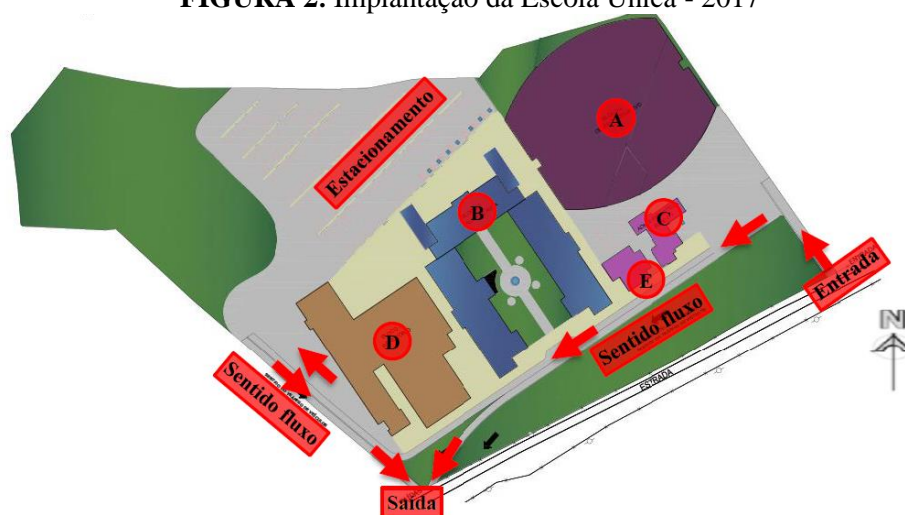 FIGURA 2: Implantação da Escola Única - 2017
Estacionamento
A
B
C
E
D
Entrada
Sentido fluxo
N
ESTRADA
Sentido fluxo
Saída